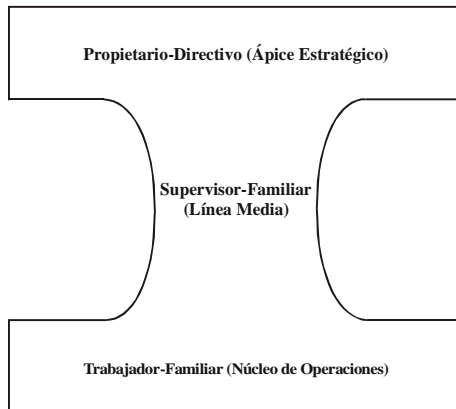 Propietario-Directivo (Ápice Estratégico)
Supervisor-Familiar
(Línea Media)
Trabajador-Familiar (Núcleo de Operaciones)